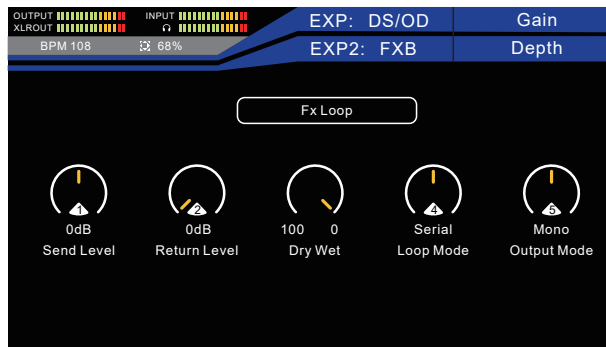 OUTPUT INPUT
XLROUT
BPM 108 68%
EXP: DS/OD Gain
EXP2: FXB Depth
Fx Loop
1 2 4 5
0dB 0dB 100 0 Serial Mono
Send Level Return Level Dry Wet Loop Mode Output Mode